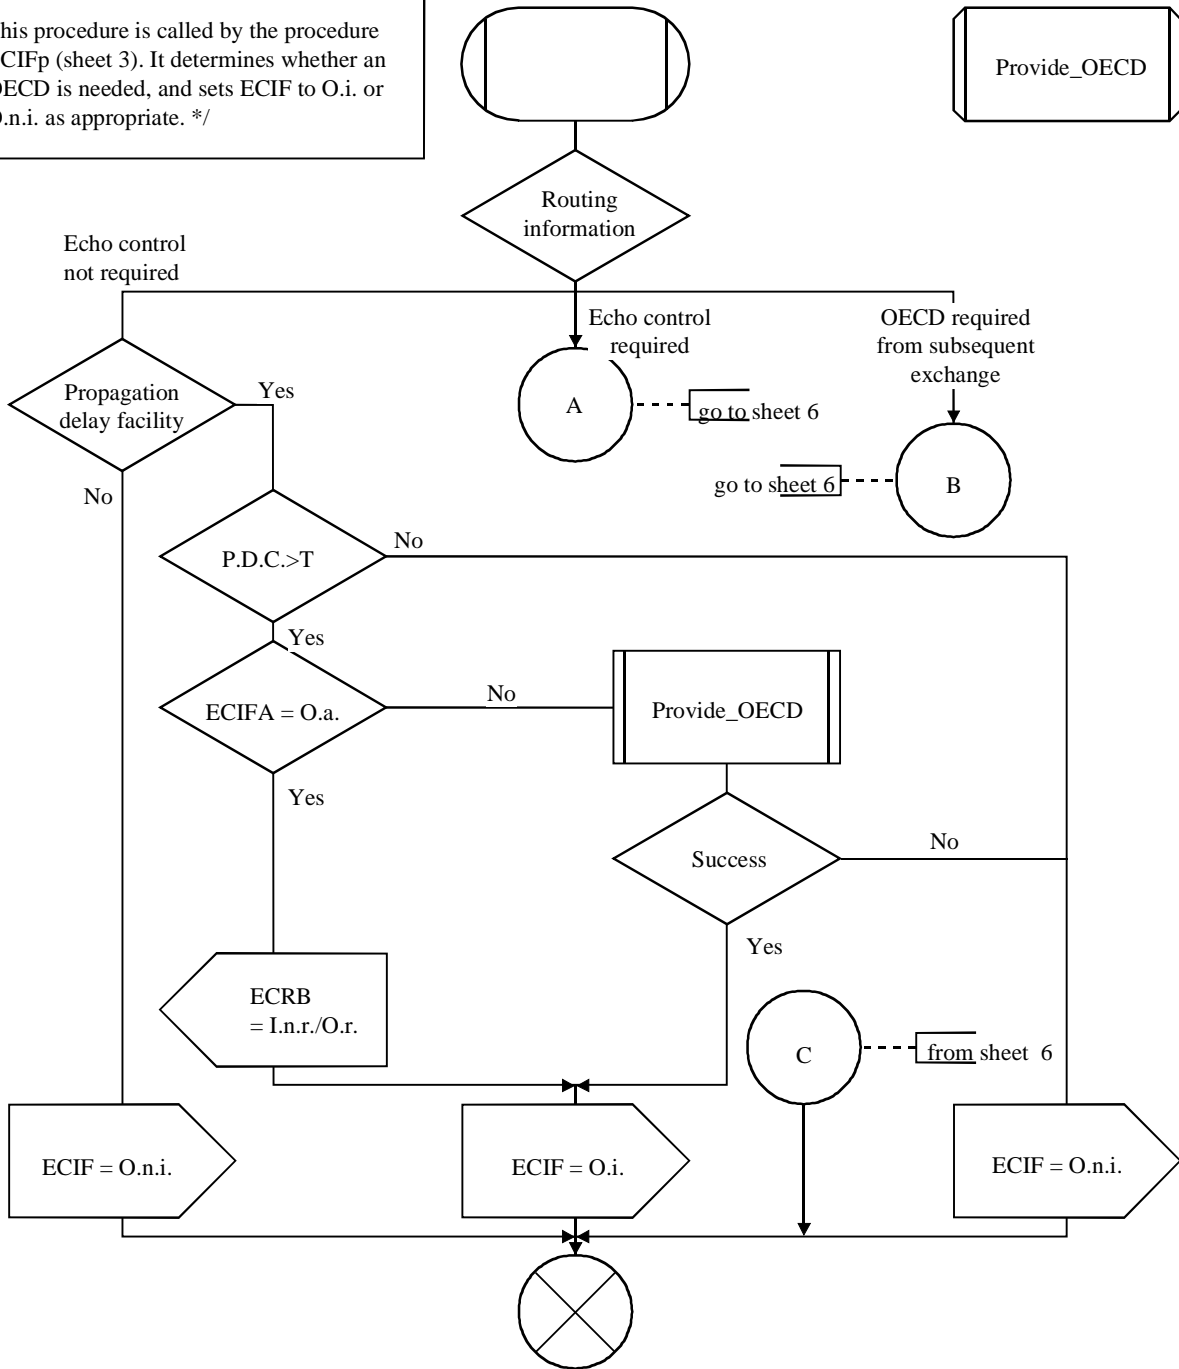 his procedure is called by the procedure
CIFp (sheet 3). It determines whether an
OECD is needed, and sets ECIF to O.i. or
O.n.i. as appropriate. */
Provide_OECD
Routing
information
Echo control
not required
Echo control
required
OECD required
from subsequent
exchange
Propagation
delay facility
Yes
A
go to sheet 6
No
go to sheet 6
B
P.D.C.>T
No
Yes
ECIFA = O.a.
No
Provide_OECD
Yes
Success
No
Yes
ECRB
= I.n.r./O.r.
C
from sheet 6
ECIF = O.n.i.
ECIF = O.i.
ECIF = O.n.i.